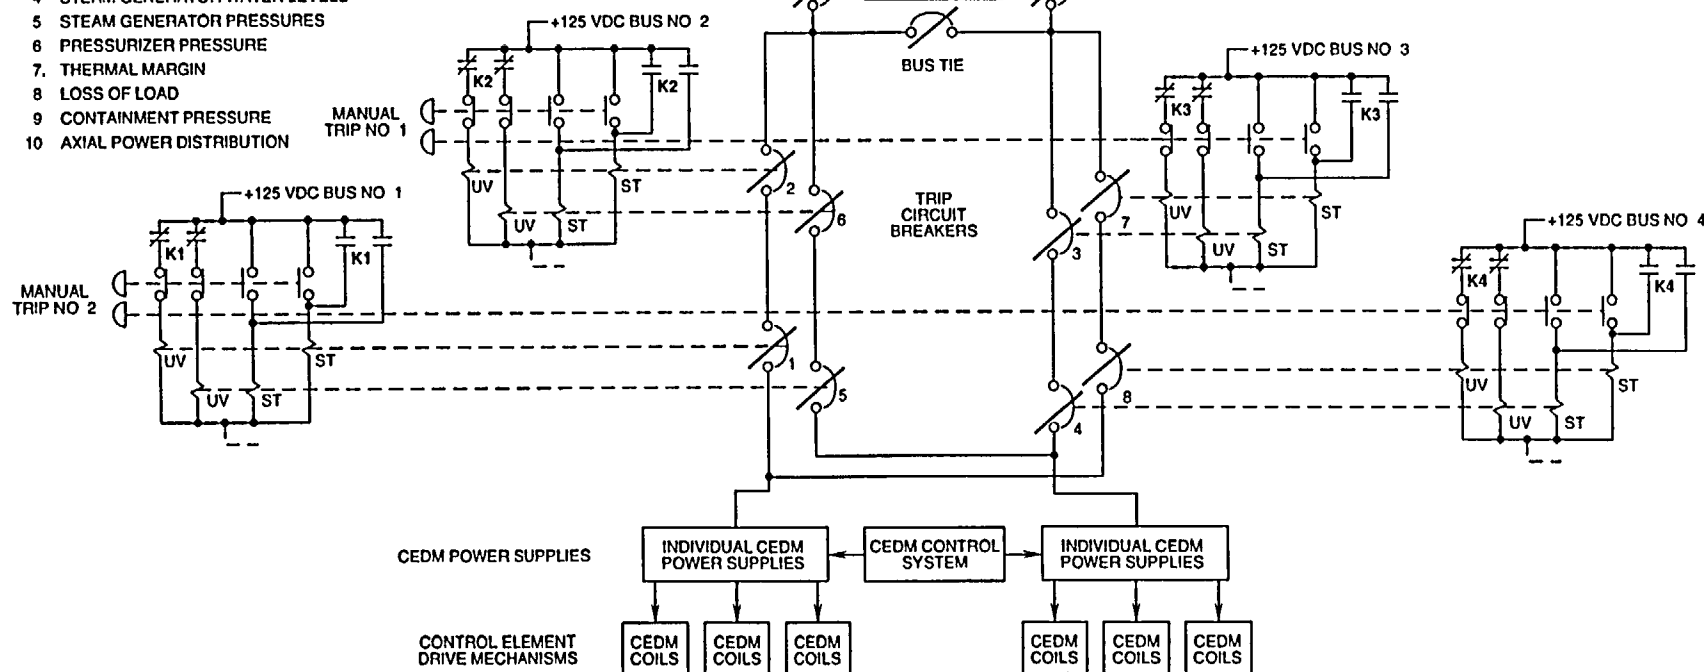 5 STEAM GENERATOR PRESSURES
6 PRESSURIZER PRESSURE
7. THERMAL MARGIN
8 LOSS OF LOAD
9 CONTAINMENT PRESSURE
10 AXIAL POWER DISTRIBUTION
+125 VDC BUS NO 2
K2
K2
MANUAL
TRIP NO 1
UV
ST
UV
ST
+125 VDC BUS NO 1
K1
K1
MANUAL
TRIP NO 2
UV
ST
UV
ST
BUS TIE
2
6
TRIP
CIRCUIT
BREAKERS
7
3
1
5
8
4
+125 VDC BUS NO 3
K3
K3
UV
ST
UV
ST
+125 VDC BUS NO 4
K4
K4
UV
ST
UV
ST
CEDM POWER SUPPLIES
INDIVIDUAL CEDM
POWER SUPPLIES
CEDM CONTROL
SYSTEM
INDIVIDUAL CEDM
POWER SUPPLIES
CONTROL ELEMENT
DRIVE MECHANISMS
CEDM
COILS
CEDM
COILS
CEDM
COILS
CEDM
COILS
CEDM
COILS
CEDM
COILS